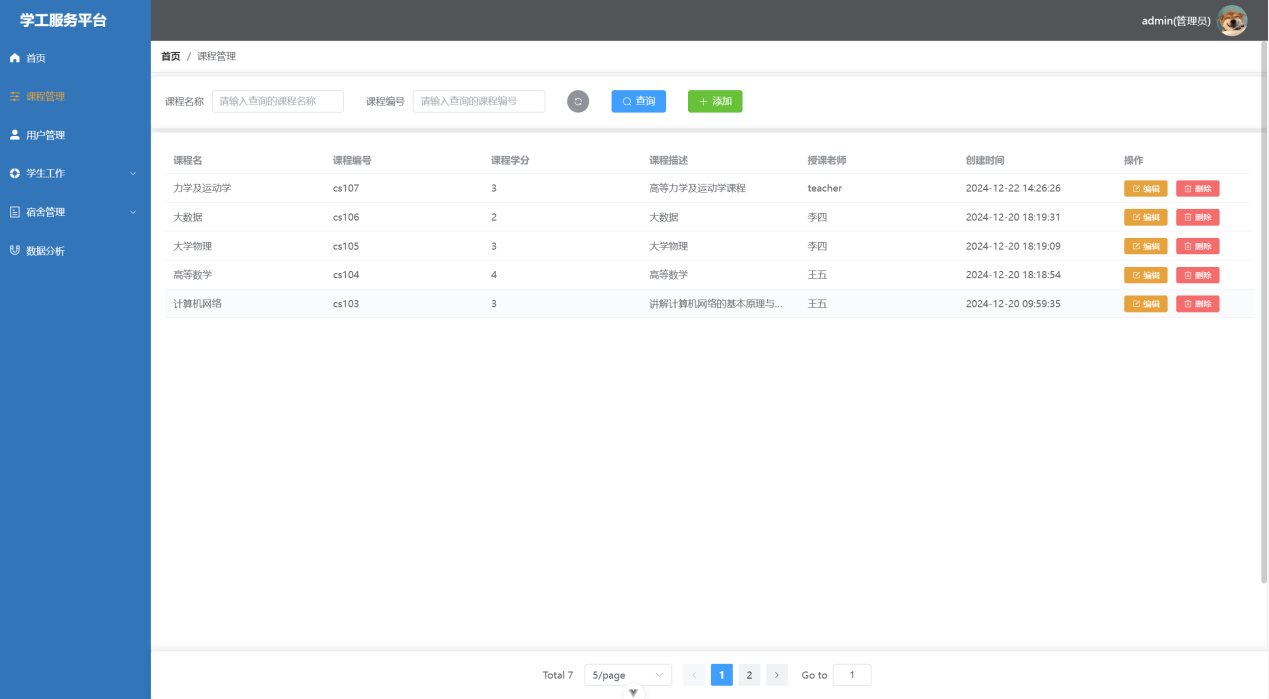 学工服务平台
admin(管理员)
首页
课程管理
用户管理
学生工作
宿舍管理
数据分析
首页 / 课程管理
课程名称 请输入查询的课程名称 课程编号 请输入查询的课程编号 查询 添加
课程名 课程编号 课程学分 课程描述 授课老师 创建时间 操作
力学及运动学 cs107 3 高等力学及运动学课程 teacher 2024-12-22 14:26:26 编辑 删除
大数据 cs106 2 大数据 李四 2024-12-20 18:19:31 编辑 删除
大学物理 cs105 3 大学物理 李四 2024-12-20 18:19:09 编辑 删除
高等数学 cs104 4 高等数学 王五 2024-12-20 18:18:54 编辑 删除
计算机网络 cs103 3 讲解计算机网络的基本原理与... 王五 2024-12-20 09:59:35 编辑 删除
Total 7 5/page 1 2 Go to 1